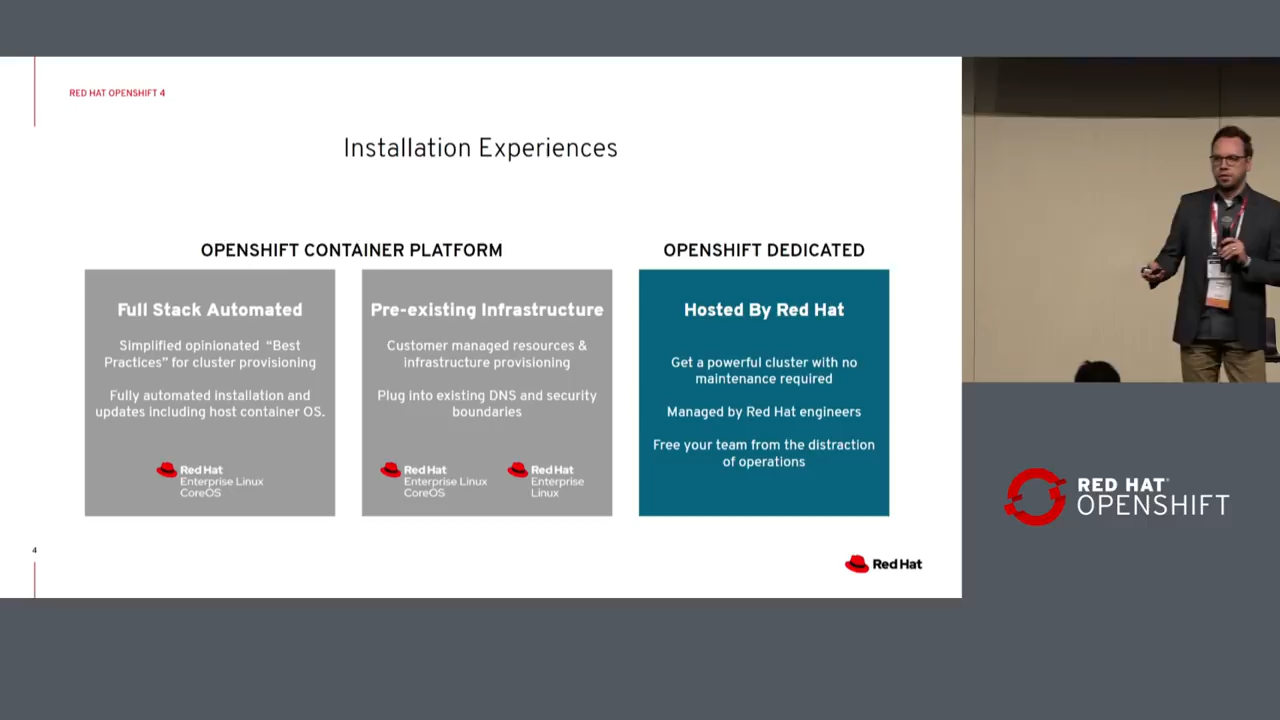 RED HAT OPENSHIFT 4
Installation Experiences
OPENSHIFT CONTAINER PLATFORM
OPENSHIFT DEDICATED
Full Stack Automated
Simplified opinionated “Best
Practices” for cluster provisioning
Fully automated installation and
updates including host container OS.
Red Hat
Enterprise Linux
CoreOS
Pre-existing Infrastructure
Customer managed resources &
infrastructure provisioning
Plug into existing DNS and security
boundaries
Red Hat
Enterprise Linux
CoreOS
Red Hat
Enterprise
Linux
Hosted By Red Hat
Get a powerful cluster with no
maintenance required
Managed by Red Hat engineers
Free your team from the distraction
of operations
4
Red Hat
RED HAT®
OPENSHIFT